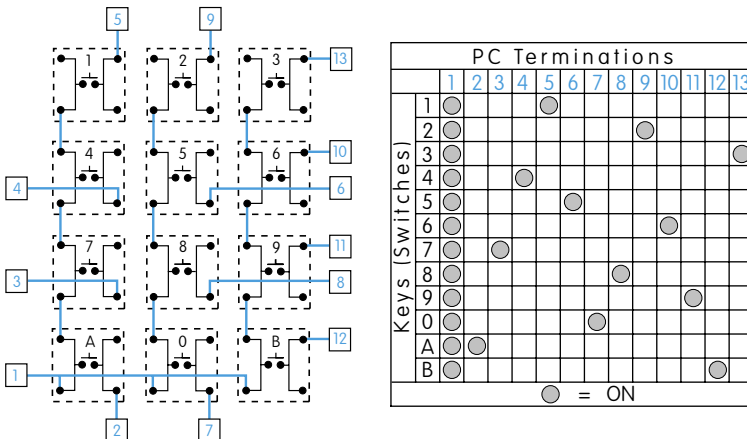 5 9
1 2 3 13
4 5 6 10
4 6
7 8 9 11
3 8
A 0 B 12
1
2 7
PC Terminations
1 2 3 4 5 6 7 8 9 10 11 12 13
Keys (Switches)
1
2
3
4
5
6
7
8
9
0
A
B
= ON